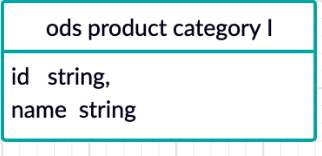 ods product category I
id string,
name string